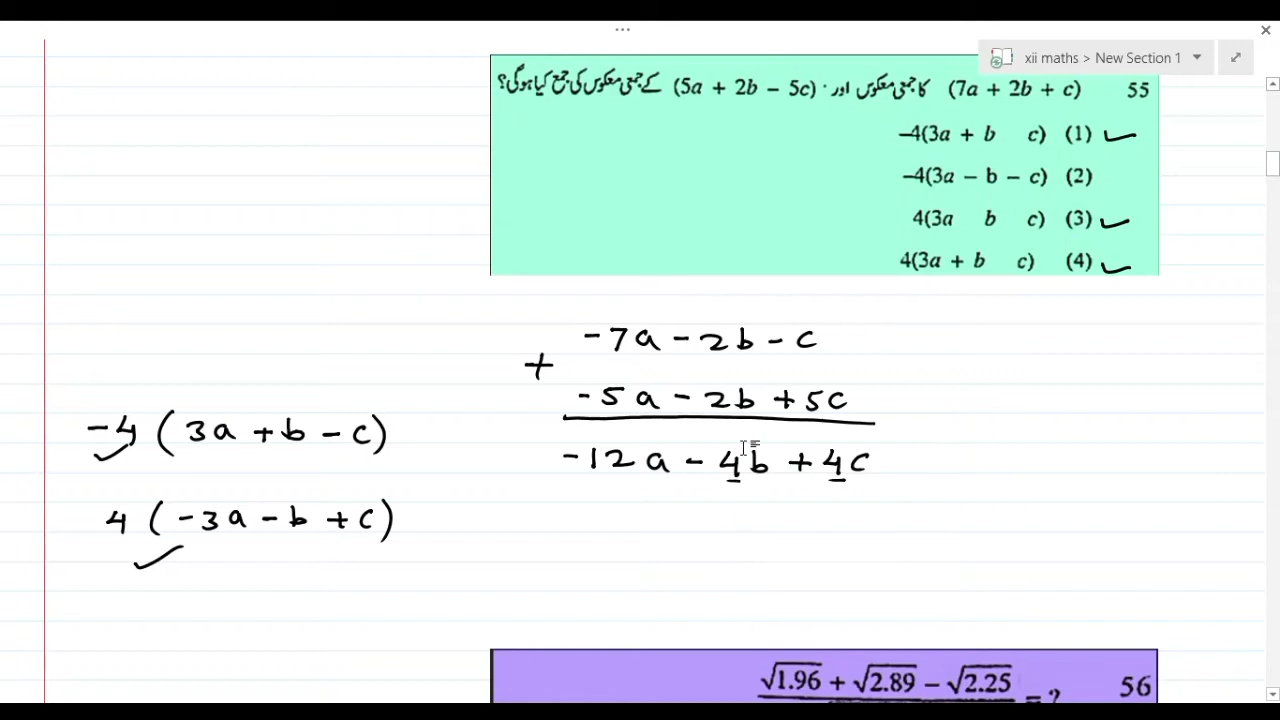 xii maths > New Section 1
55 (7a + 2b + c) کا جمعی معکوس اور (5a + 2b − 5c) کے جمعی معکوس کی جمع کیا ہوگی؟
(1) −4(3a + b c)
(2) −4(3a − b − c)
(3) 4(3a b c)
(4) 4(3a + b c)
-7a - 2b - c
+
-5a - 2b + 5c
-12a - 4b + 4c
-4 (3a + b - c)
4 (-3a - b + c)
56 √1.96 + √2.89 − √2.25 = ?